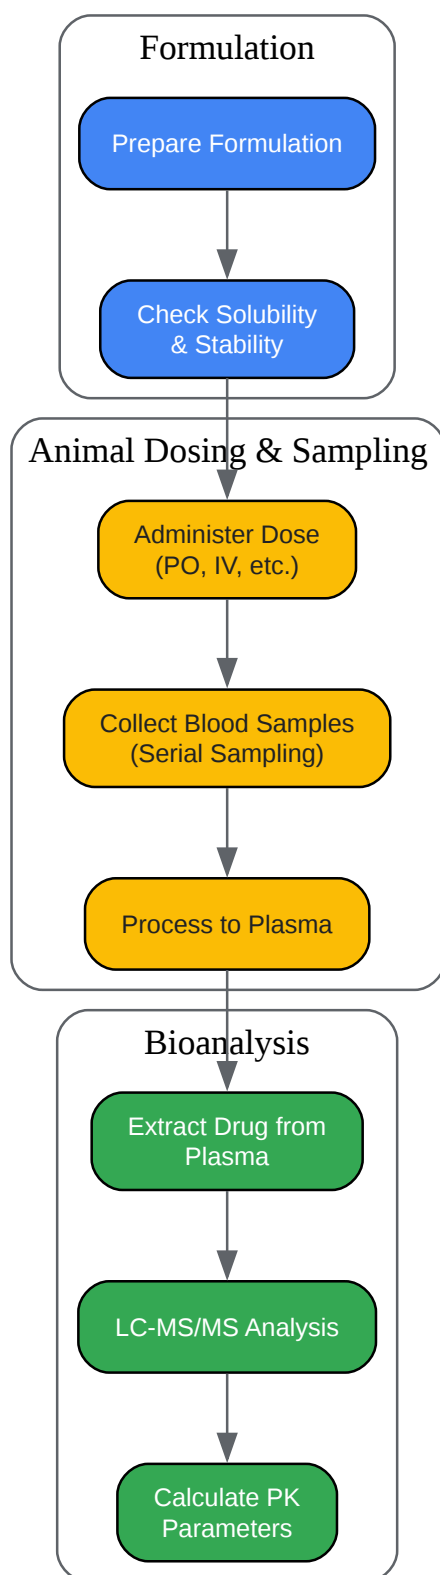 Formulation
Prepare Formulation
Check Solubility
& Stability
Animal Dosing & Sampling
Administer Dose
(PO, IV, etc.)
Collect Blood Samples
(Serial Sampling)
Process to Plasma
Bioanalysis
Extract Drug from
Plasma
LC-MS/MS Analysis
Calculate PK
Parameters